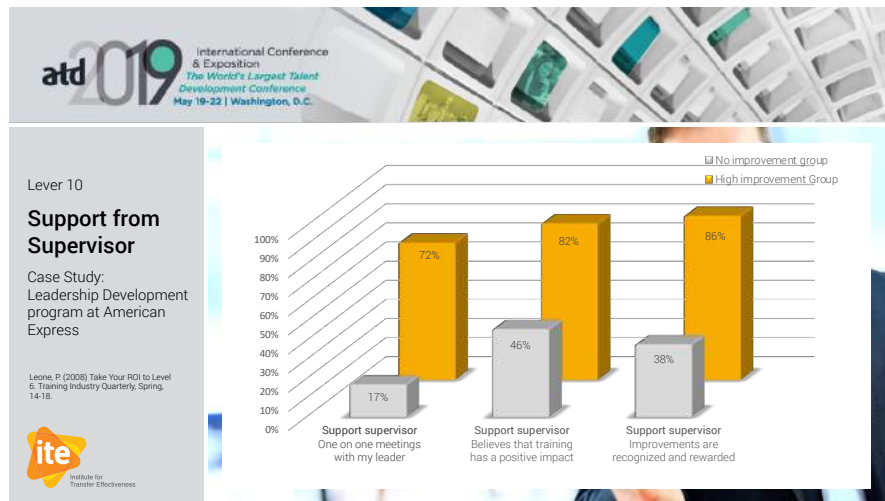 atd2019
International Conference
& Exposition
The World's Largest Talent
Development Conference
May 19-22 | Washington, D.C.
Lever 10
Support from
Supervisor
Case Study:
Leadership Development
program at American
Express
Leone, P. (2008) Take Your ROI to Level
6. Training Industry Quarterly, Spring,
14-18.
ite
Institute for
Transfer Effectiveness
No improvement group
High improvement Group
100%
90%
80%
70%
60%
50%
40%
30%
20%
10%
0%
72%
82%
86%
17%
46%
38%
Support supervisor
One on one meetings
with my leader
Support supervisor
Believes that training
has a positive impact
Support supervisor
Improvements are
recognized and rewarded